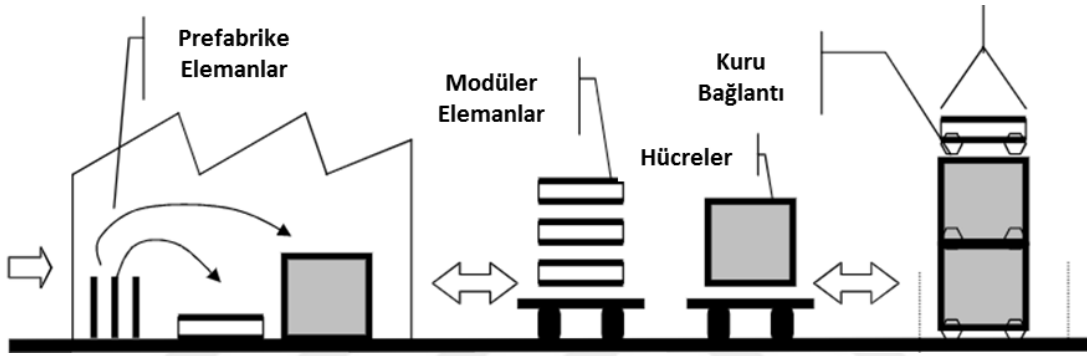 Prefabrike
Elemanlar
Modüler
Elemanlar
Kuru
Bağlantı
Hücreler